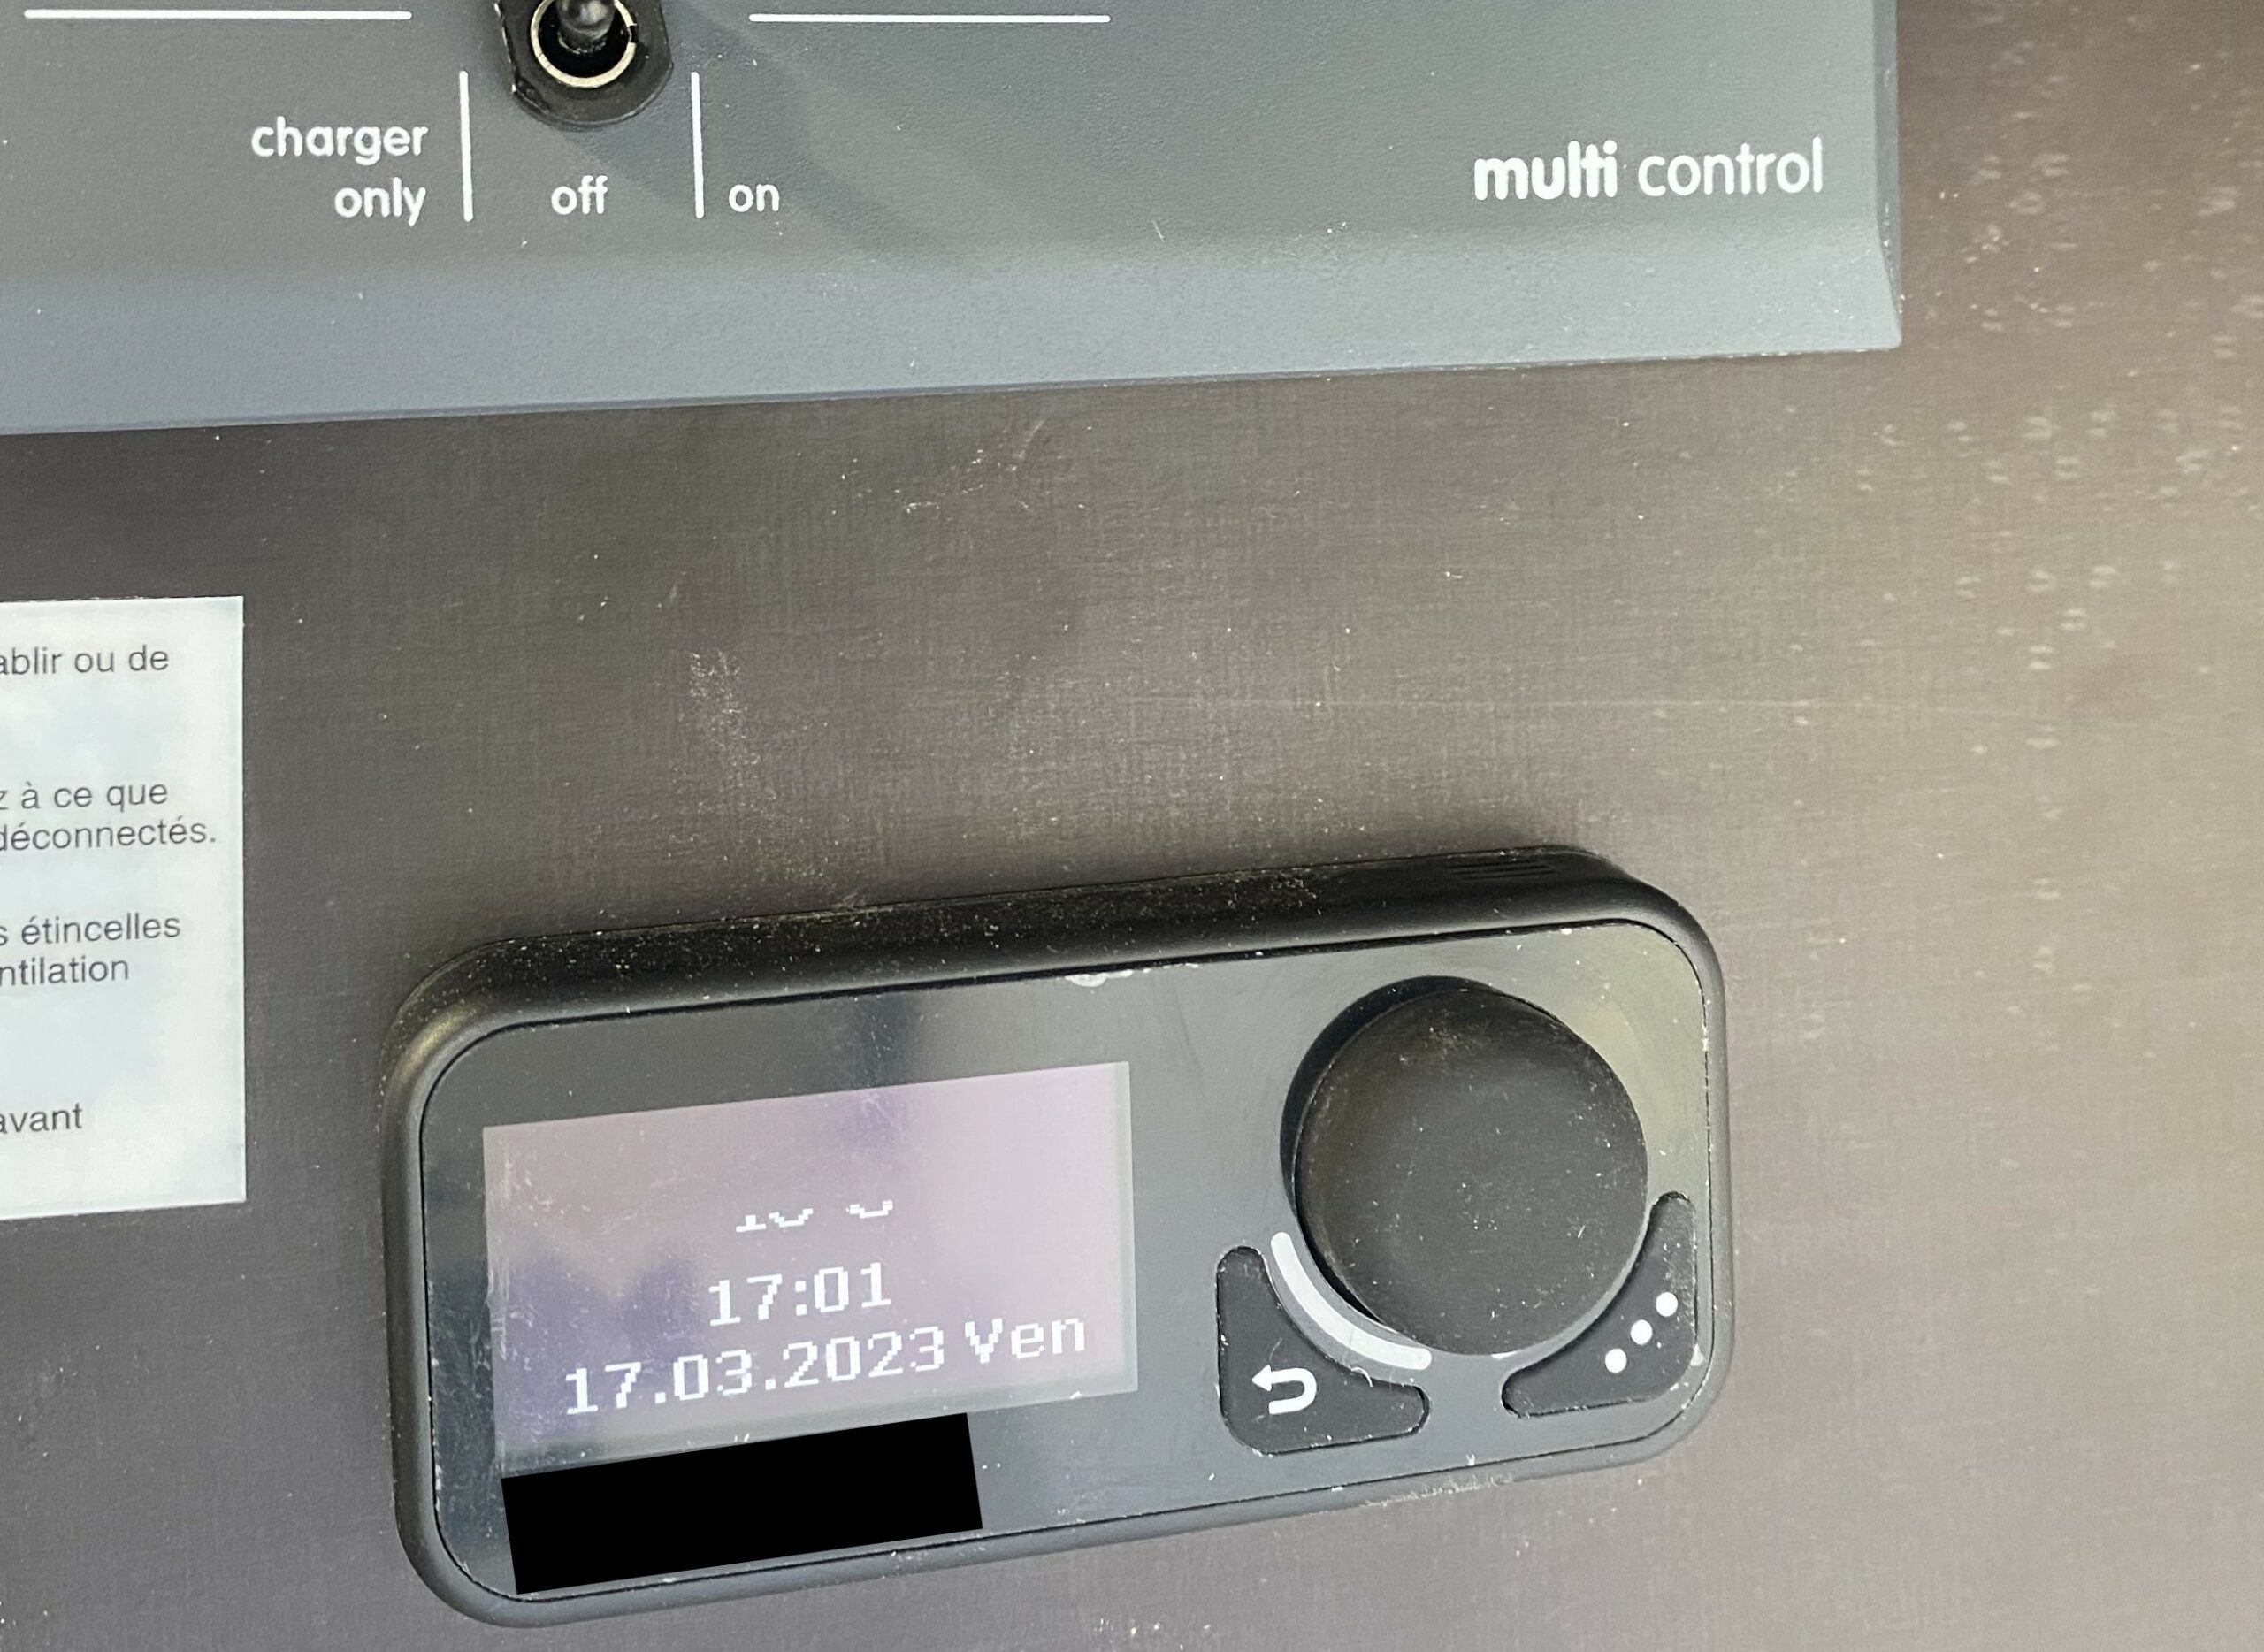 charger
only
off
on
multi control
ablir ou de
z à ce que
déconnectés.
s étincelles
ntilation
avant
17:01
17.03.2023 Ven